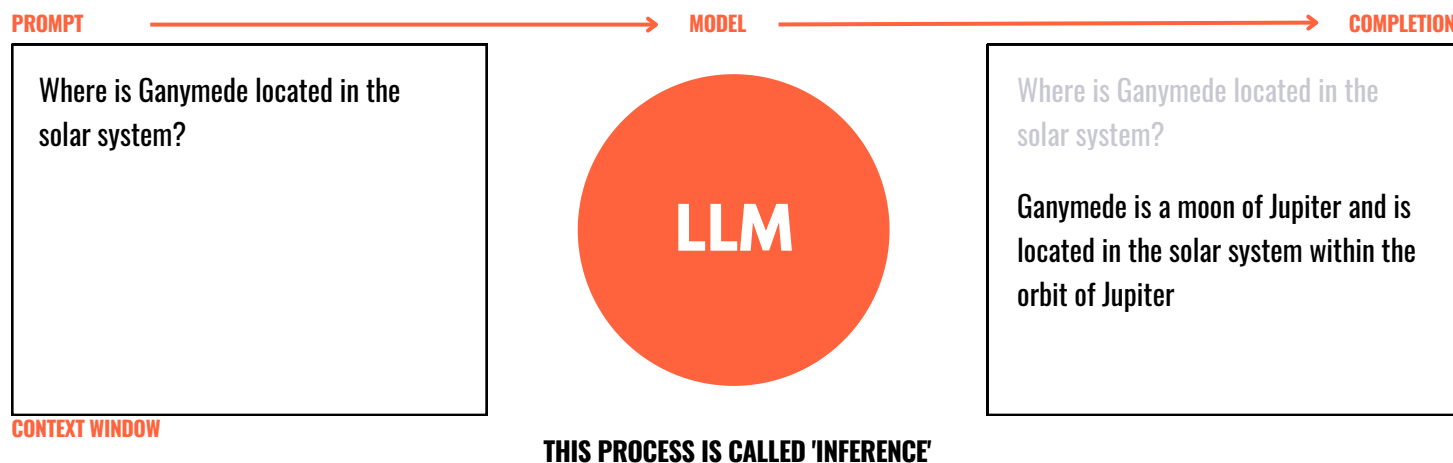 PROMPT
MODEL
COMPLETION
Where is Ganymede located in the
solar system?
LLM
Where is Ganymede located in the
solar system?
Ganymede is a moon of Jupiter and is
located in the solar system within the
orbit of Jupiter
CONTEXT WINDOW
THIS PROCESS IS CALLED 'INFERENCE'